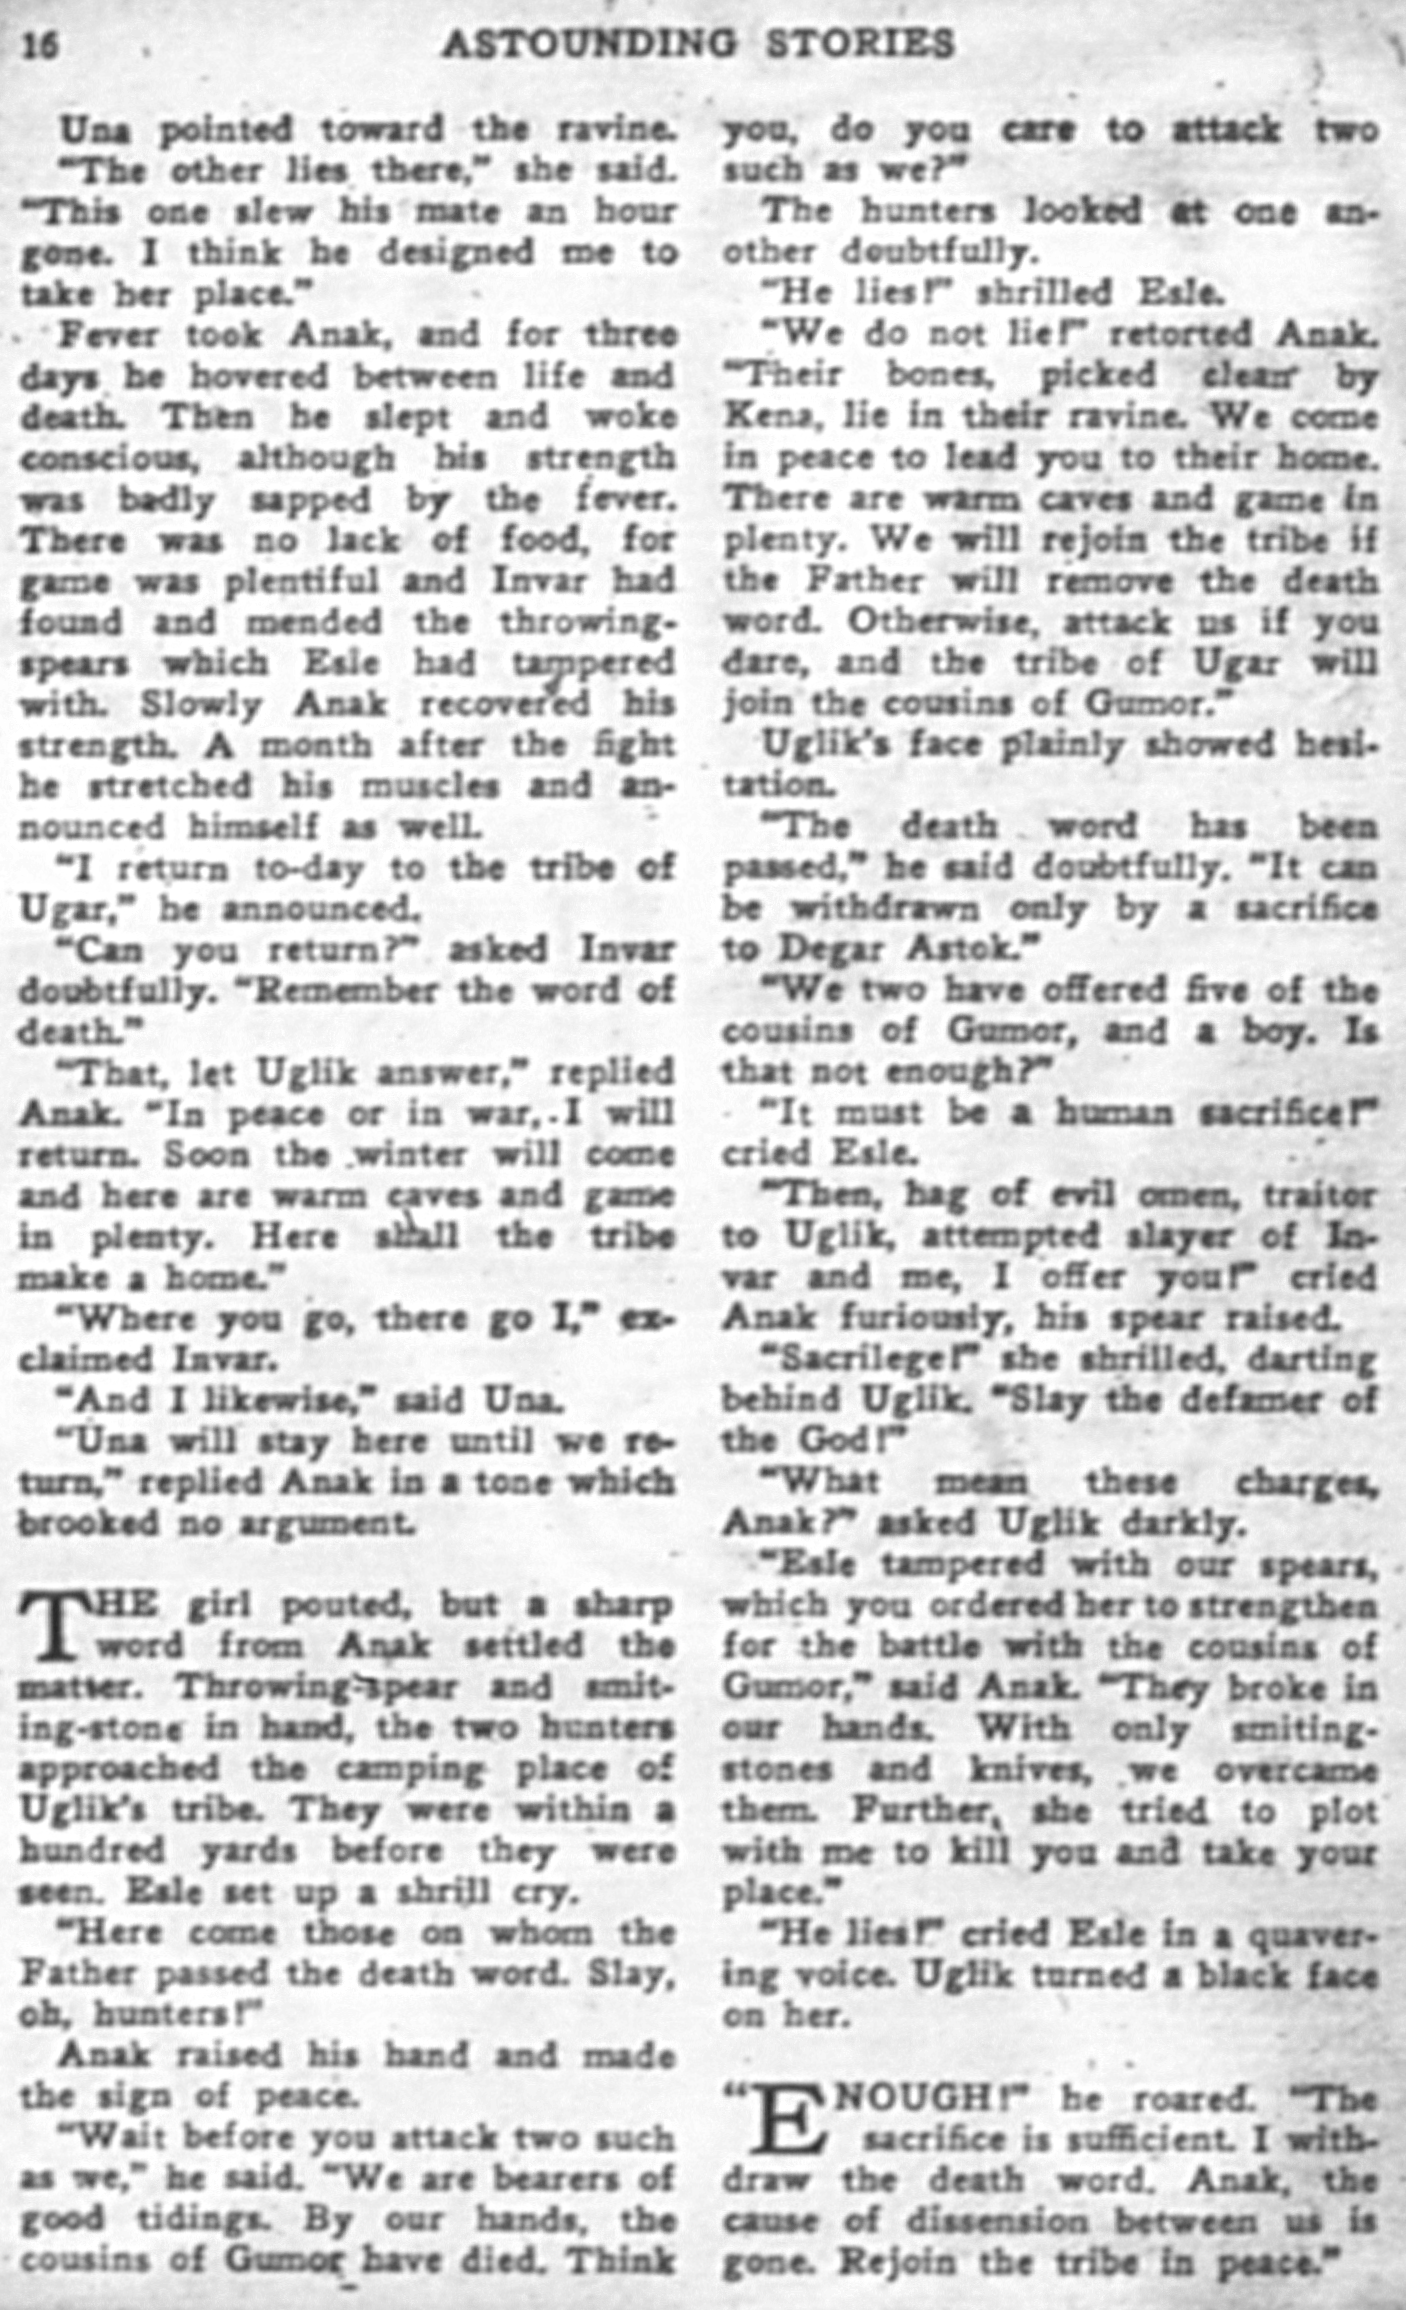 16
ASTOUNDING STORIES
Una pointed toward the ravine.
"The other lies there," she said.
"This one slew his mate an hour
gone. I think he designed me to
take her place."
Fever took Anak, and for three
days he hovered between life and
death. Then he slept and woke
conscious, although his strength
was badly sapped by the fever.
There was no lack of food, for
game was plentiful and Invar had
found and mended the throwing-
spears which Esle had tampered
with. Slowly Anak recovered his
strength. A month after the fight
he stretched his muscles and an-
nounced himself as well.
"I return to-day to the tribe of
Ugar," he announced.
"Can you return?" asked Invar
doubtfully. "Remember the word of
death."
"That, let Uglik answer," replied
Anak. "In peace or in war, I will
return. Soon the winter will come
and here are warm caves and game
in plenty. Here shall the tribe
make a home."
"Where you go, there go I," ex-
claimed Invar.
"And I likewise," said Una.
"Una will stay here until we re-
turn," replied Anak in a tone which
brooked no argument.
THE girl pouted, but a sharp
word from Anak settled the
matter. Throwing-spear and smit-
ing-stone in hand, the two hunters
approached the camping place of
Uglik's tribe. They were within a
hundred yards before they were
seen. Esle set up a shrill cry.
"Here come those on whom the
Father passed the death word. Slay,
oh, hunters!"
Anak raised his hand and made
the sign of peace.
"Wait before you attack two such
as we," he said. "We are bearers of
good tidings. By our hands, the
cousins of Gumor have died. Think
you, do you care to attack two
such as we?"
The hunters looked at one an-
other doubtfully.
"He lies!" shrilled Esle.
"We do not lie!" retorted Anak.
"Their bones, picked clean by
Kena, lie in their ravine. We come
in peace to lead you to their home.
There are warm caves and game in
plenty. We will rejoin the tribe if
the Father will remove the death
word. Otherwise, attack us if you
dare, and the tribe of Ugar will
join the cousins of Gumor."
Uglik's face plainly showed hesi-
tation.
"The death word has been
passed," he said doubtfully. "It can
be withdrawn only by a sacrifice
to Degar Astok."
"We two have offered five of the
cousins of Gumor, and a boy. Is
that not enough?"
"It must be a human sacrifice!"
cried Esle.
"Then, hag of evil omen, traitor
to Uglik, attempted slayer of In-
var and me, I offer you!" cried
Anak furiously, his spear raised.
"Sacrilege!" she shrilled, darting
behind Uglik. "Slay the defamer of
the God!"
"What mean these charges,
Anak?" asked Uglik darkly.
"Esle tampered with our spears,
which you ordered her to strengthen
for the battle with the cousins of
Gumor," said Anak. "They broke in
our hands. With only smiting-
stones and knives, we overcame
them. Further, she tried to plot
with me to kill you and take your
place."
"He lies!" cried Esle in a quaver-
ing voice. Uglik turned a black face
on her.
"ENOUGH!" he roared. "The
sacrifice is sufficient. I with-
draw the death word. Anak, the
cause of dissension between us is
gone. Rejoin the tribe in peace."